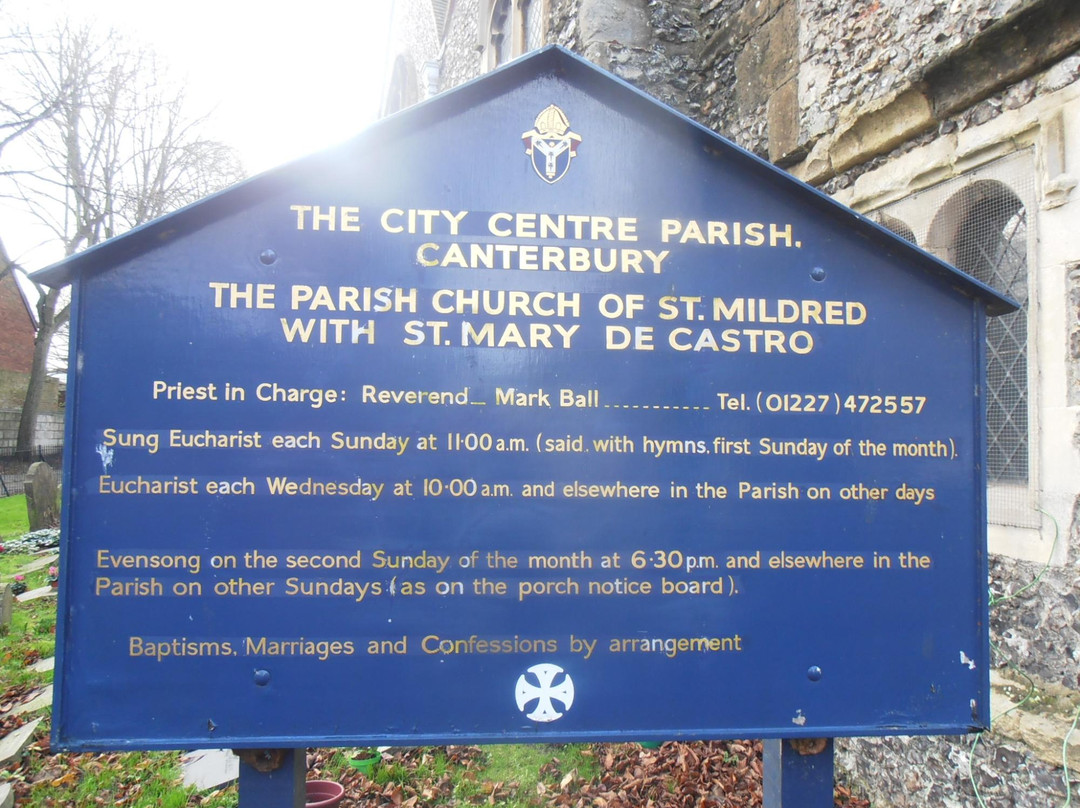 THE CITY CENTRE PARISH.
CANTERBURY
THE PARISH CHURCH OF ST. MILDRED
WITH ST. MARY DE CASTRO
Priest in Charge: Reverend_ Mark Ball ........... Tel. (01227) 472557
Sung Eucharist each Sunday at 11·00 a.m. (said. with hymns. first Sunday of the month).
Eucharist each Wednesday at 10·00 a.m. and elsewhere in the Parish on other days
Evensong on the second Sunday of the month at 6·30 p.m. and elsewhere in the
Parish on other Sundays (as on the porch notice board).
Baptisms. Marriages and Confessions by arrangement